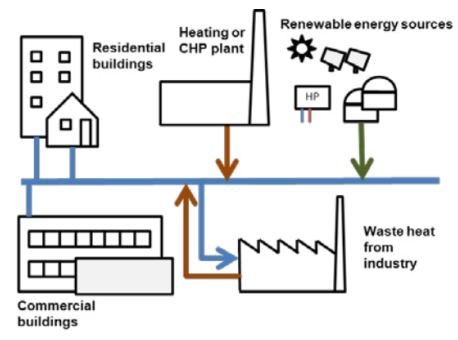 Residential
buildings
Heating or
CHP plant
Renewable energy sources
HP
Waste heat
from
industry
Commercial
buildings